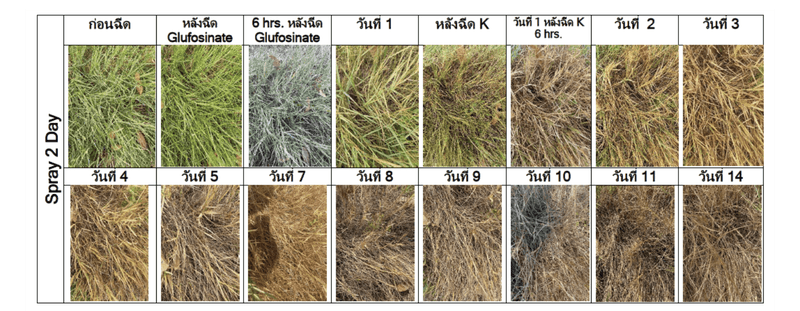 Spray 2 Day
ก่อนฉีด
หลังฉีด
Glufosinate
6 hrs. หลังฉีด
Glufosinate
วันที่ 1
หลังฉีด K
วันที่ 1 หลังฉีด K
6 hrs.
วันที่ 2
วันที่ 3
วันที่ 4
วันที่ 5
วันที่ 7
วันที่ 8
วันที่ 9
วันที่ 10
วันที่ 11
วันที่ 14